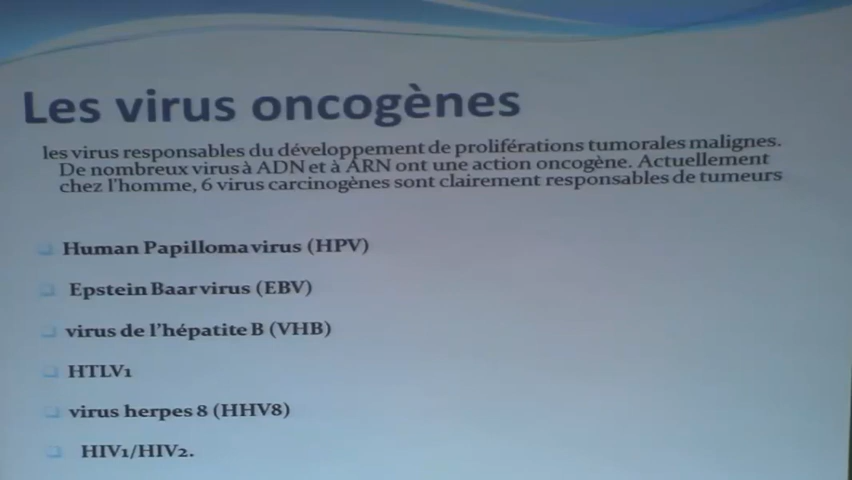 Les virus oncogènes
les virus responsables du développement de proliférations tumorales malignes.
De nombreux virus à ADN et à ARN ont une action oncogène. Actuellement
chez l'homme, 6 virus carcinogènes sont clairement responsables de tumeurs
Human Papillomavirus (HPV)
Epstein Baar virus (EBV)
virus de l'hépatite B (VHB)
HTLV1
virus herpes 8 (HHV8)
HIV1/HIV2.